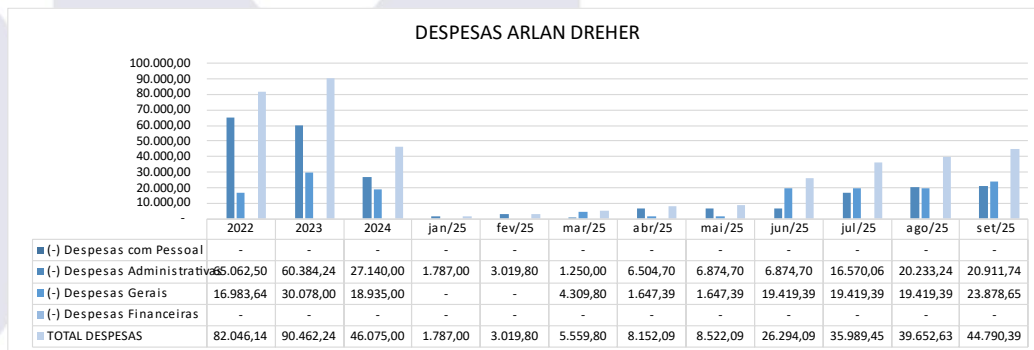 DESPESAS ARLAN DREHER
100.000,00
90.000,00
80.000,00
70.000,00
60.000,00
50.000,00
40.000,00
30.000,00
20.000,00
10.000,00
-
2022 2023 2024 jan/25 fev/25 mar/25 abr/25 mai/25 jun/25 jul/25 ago/25 set/25
(-) Despesas com Pessoal - - - - - - - - - - - -
(-) Despesas Administrativas 65.062,50 60.384,24 27.140,00 1.787,00 3.019,80 1.250,00 6.504,70 6.874,70 6.874,70 16.570,06 20.233,24 20.911,74
(-) Despesas Gerais 16.983,64 30.078,00 18.935,00 - - 4.309,80 1.647,39 1.647,39 19.419,39 19.419,39 19.419,39 23.878,65
(-) Despesas Financeiras - - - - - - - - - - - -
TOTAL DESPESAS 82.046,14 90.462,24 46.075,00 1.787,00 3.019,80 5.559,80 8.152,09 8.522,09 26.294,09 35.989,45 39.652,63 44.790,39